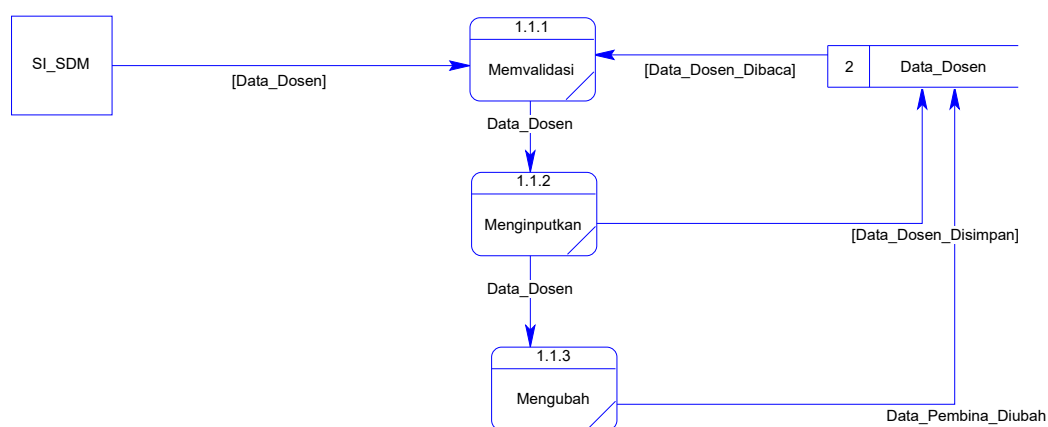 1.1.1
SI_SDM
Memvalidasi
2
Data_Dosen
[Data_Dosen]
[Data_Dosen_Dibaca]
Data_Dosen
1.1.2
Menginputkan
[Data_Dosen_Disimpan]
Data_Dosen
1.1.3
Mengubah
Data_Pembina_Diubah